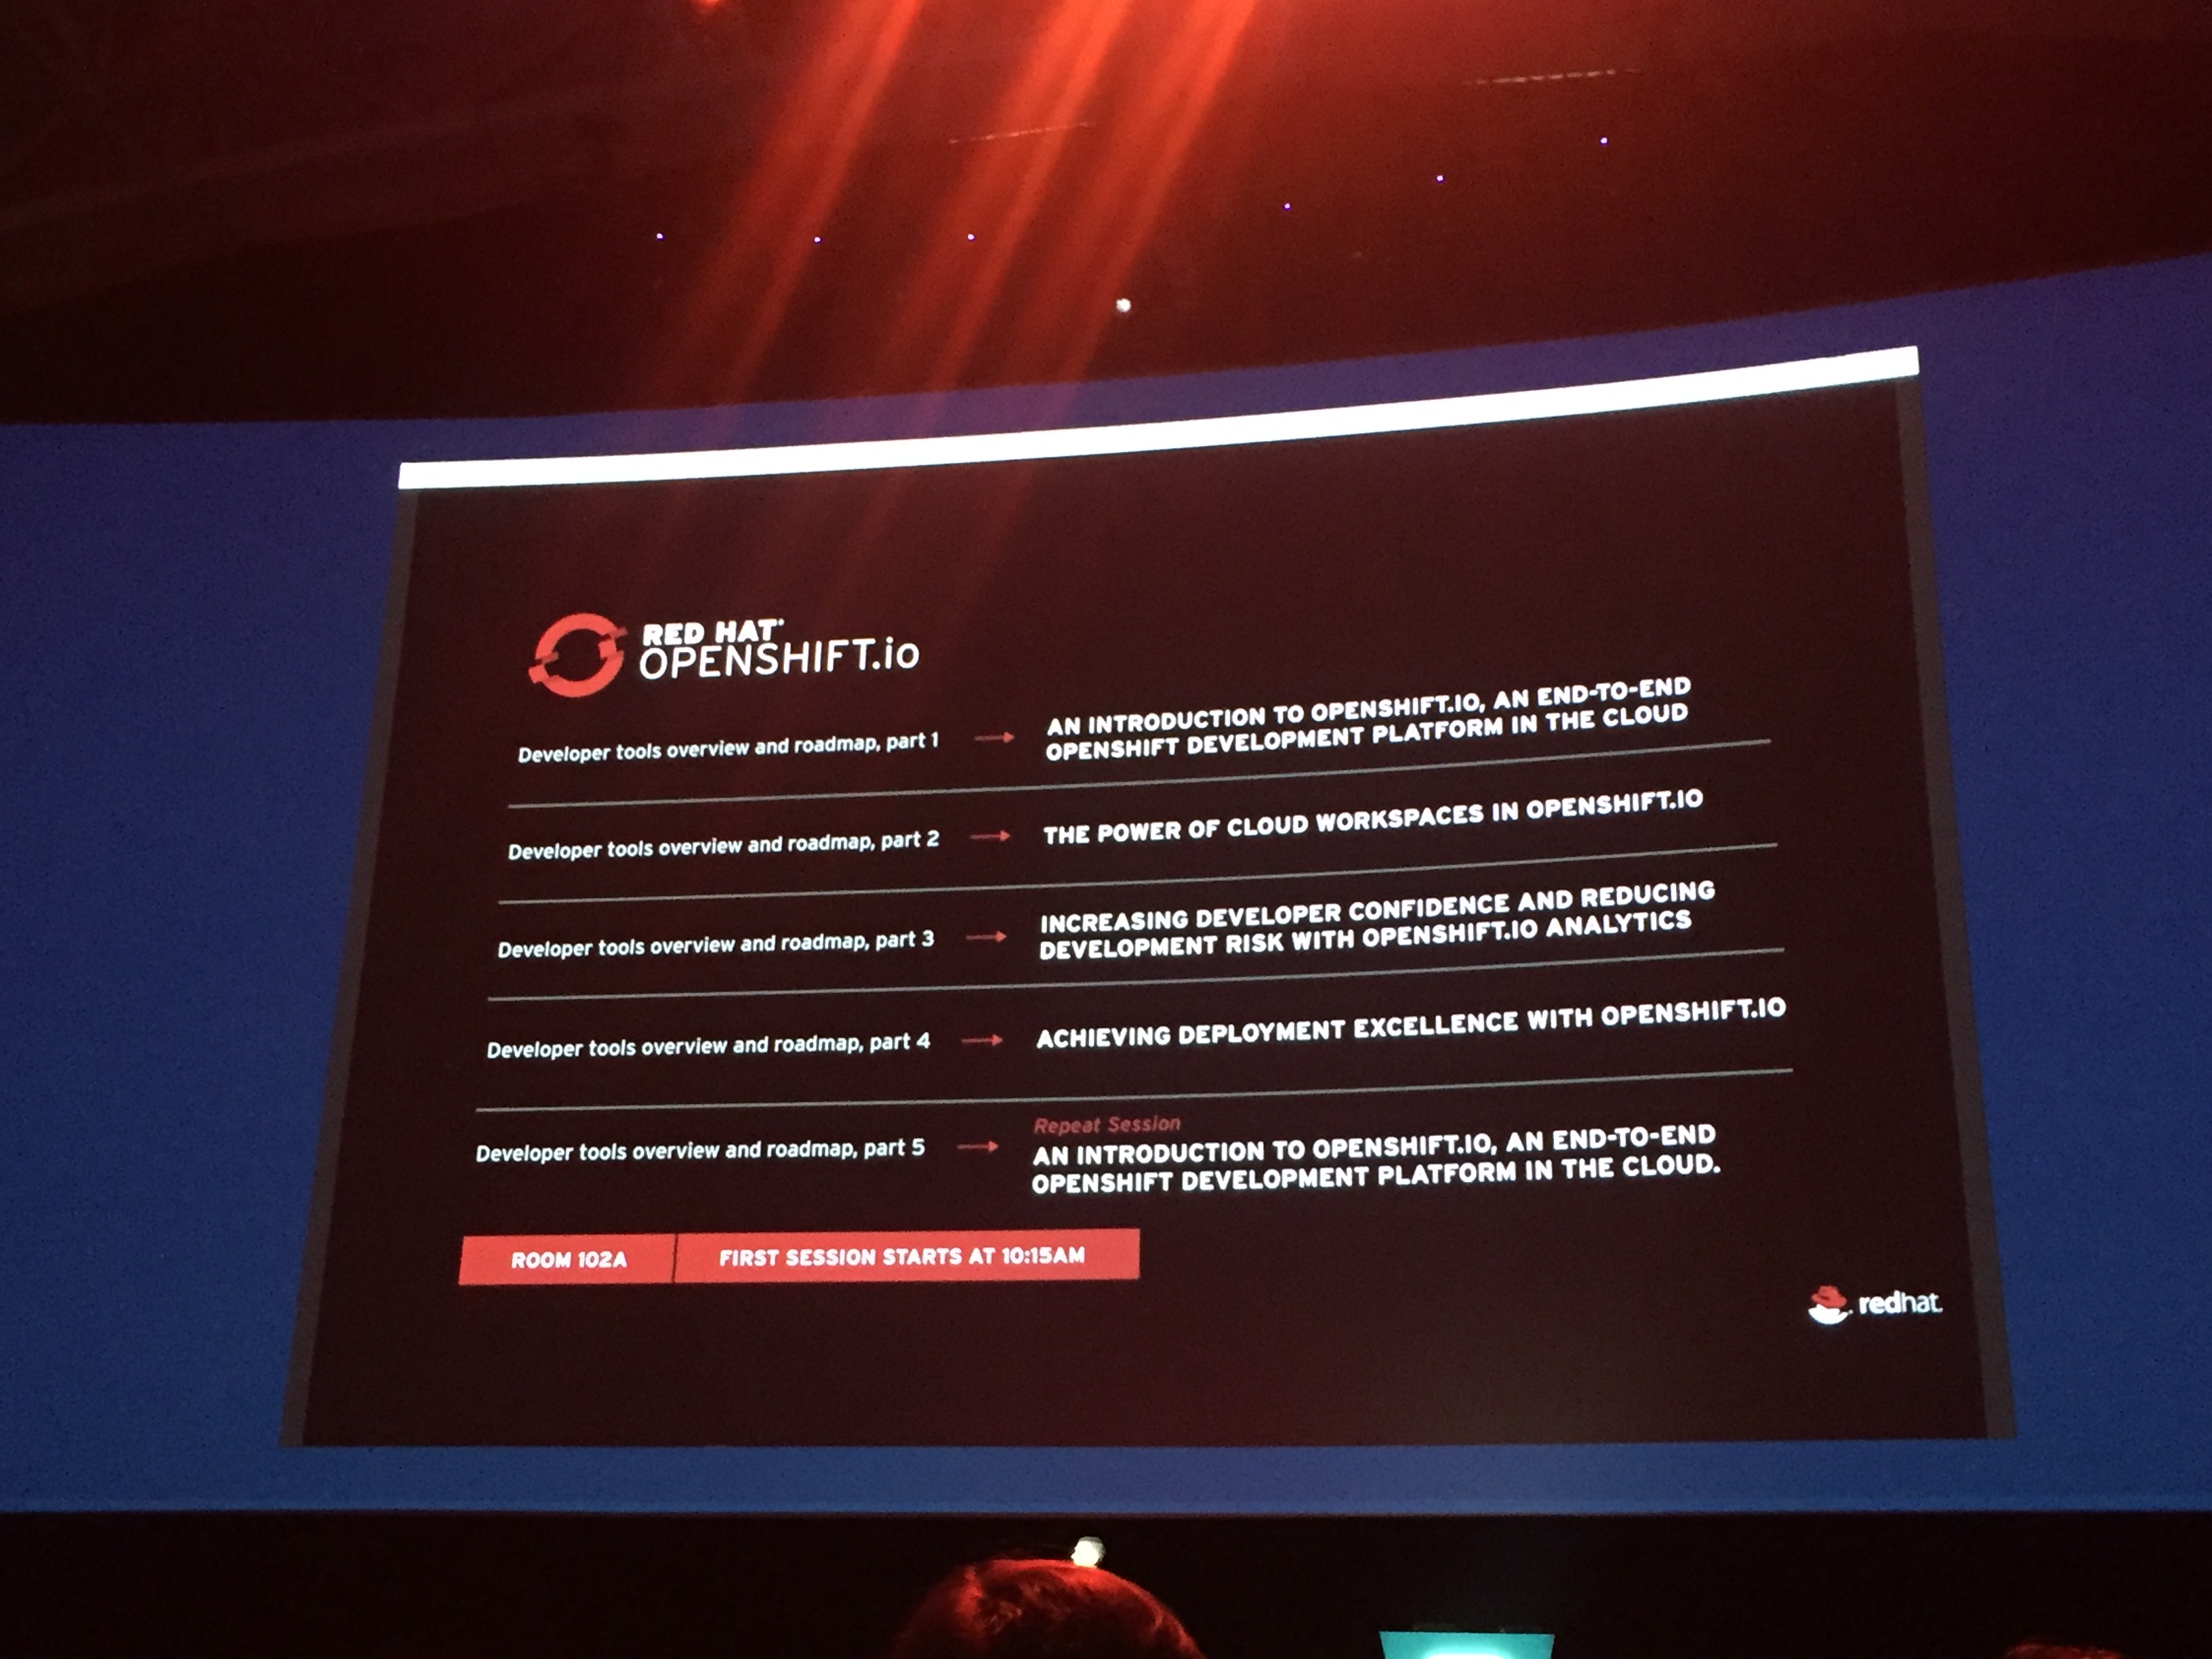 RED HAT®
OPENSHIFT.io
Developer tools overview and roadmap, part 1
AN INTRODUCTION TO OPENSHIFT.IO, AN END-TO-END
OPENSHIFT DEVELOPMENT PLATFORM IN THE CLOUD
Developer tools overview and roadmap, part 2
THE POWER OF CLOUD WORKSPACES IN OPENSHIFT.IO
Developer tools overview and roadmap, part 3
INCREASING DEVELOPER CONFIDENCE AND REDUCING
DEVELOPMENT RISK WITH OPENSHIFT.IO ANALYTICS
Developer tools overview and roadmap, part 4
ACHIEVING DEPLOYMENT EXCELLENCE WITH OPENSHIFT.IO
Developer tools overview and roadmap, part 5
Repeat Session
AN INTRODUCTION TO OPENSHIFT.IO, AN END-TO-END
OPENSHIFT DEVELOPMENT PLATFORM IN THE CLOUD.
ROOM 102A
FIRST SESSION STARTS AT 10:15AM
redhat.